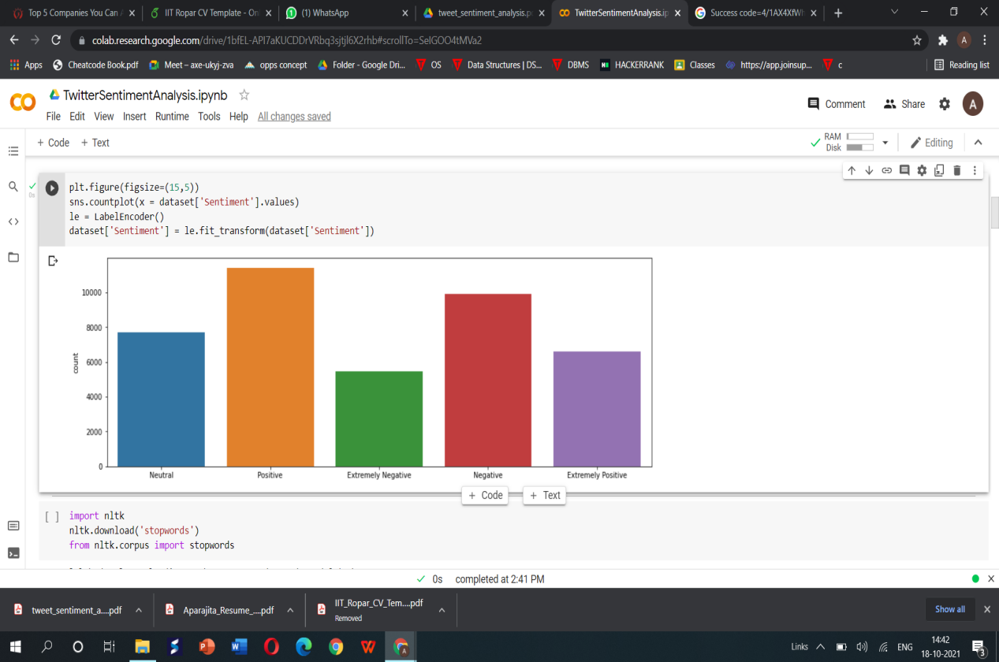 Top 5 Companies You Can A
IIT Ropar CV Template - Onl
(1) WhatsApp
tweet_sentiment_analysis.p
TwitterSentimentAnalysis.ip
Success code=4/1AX4XfWh
colab.research.google.com/drive/1bfEL-API7aKUCDDrVRbq3sjtjl6X2rhb#scrollTo=SeIGOO4tMVa2
A
Apps
Cheatcode Book.pdf
Meet – axe-ukyj-zva
opps concept
Folder - Google Dri...
OS
Data Structures | DS...
DBMS
HACKERRANK
Classes
https://app.joinsup...
c
Reading list
TwitterSentimentAnalysis.ipynb
Comment
Share
A
File Edit View Insert Runtime Tools Help All changes saved
+ Code + Text
RAM
Disk
Editing
0s
plt.figure(figsize=(15,5))
sns.countplot(x = dataset['Sentiment'].values)
le = LabelEncoder()
dataset['Sentiment'] = le.fit_transform(dataset['Sentiment'])
10000
8000
6000
4000
2000
0
count
Neutral Positive Extremely Negative Negative Extremely Positive
+ Code + Text
[ ] import nltk
nltk.download('stopwords')
from nltk.corpus import stopwords
0s completed at 2:41 PM
tweet_sentiment_a....pdf
Aparajita_Resume_....pdf
IIT_Ropar_CV_Tem....pdf
Removed
Show all
Links
ENG
14:42
18-10-2021
3